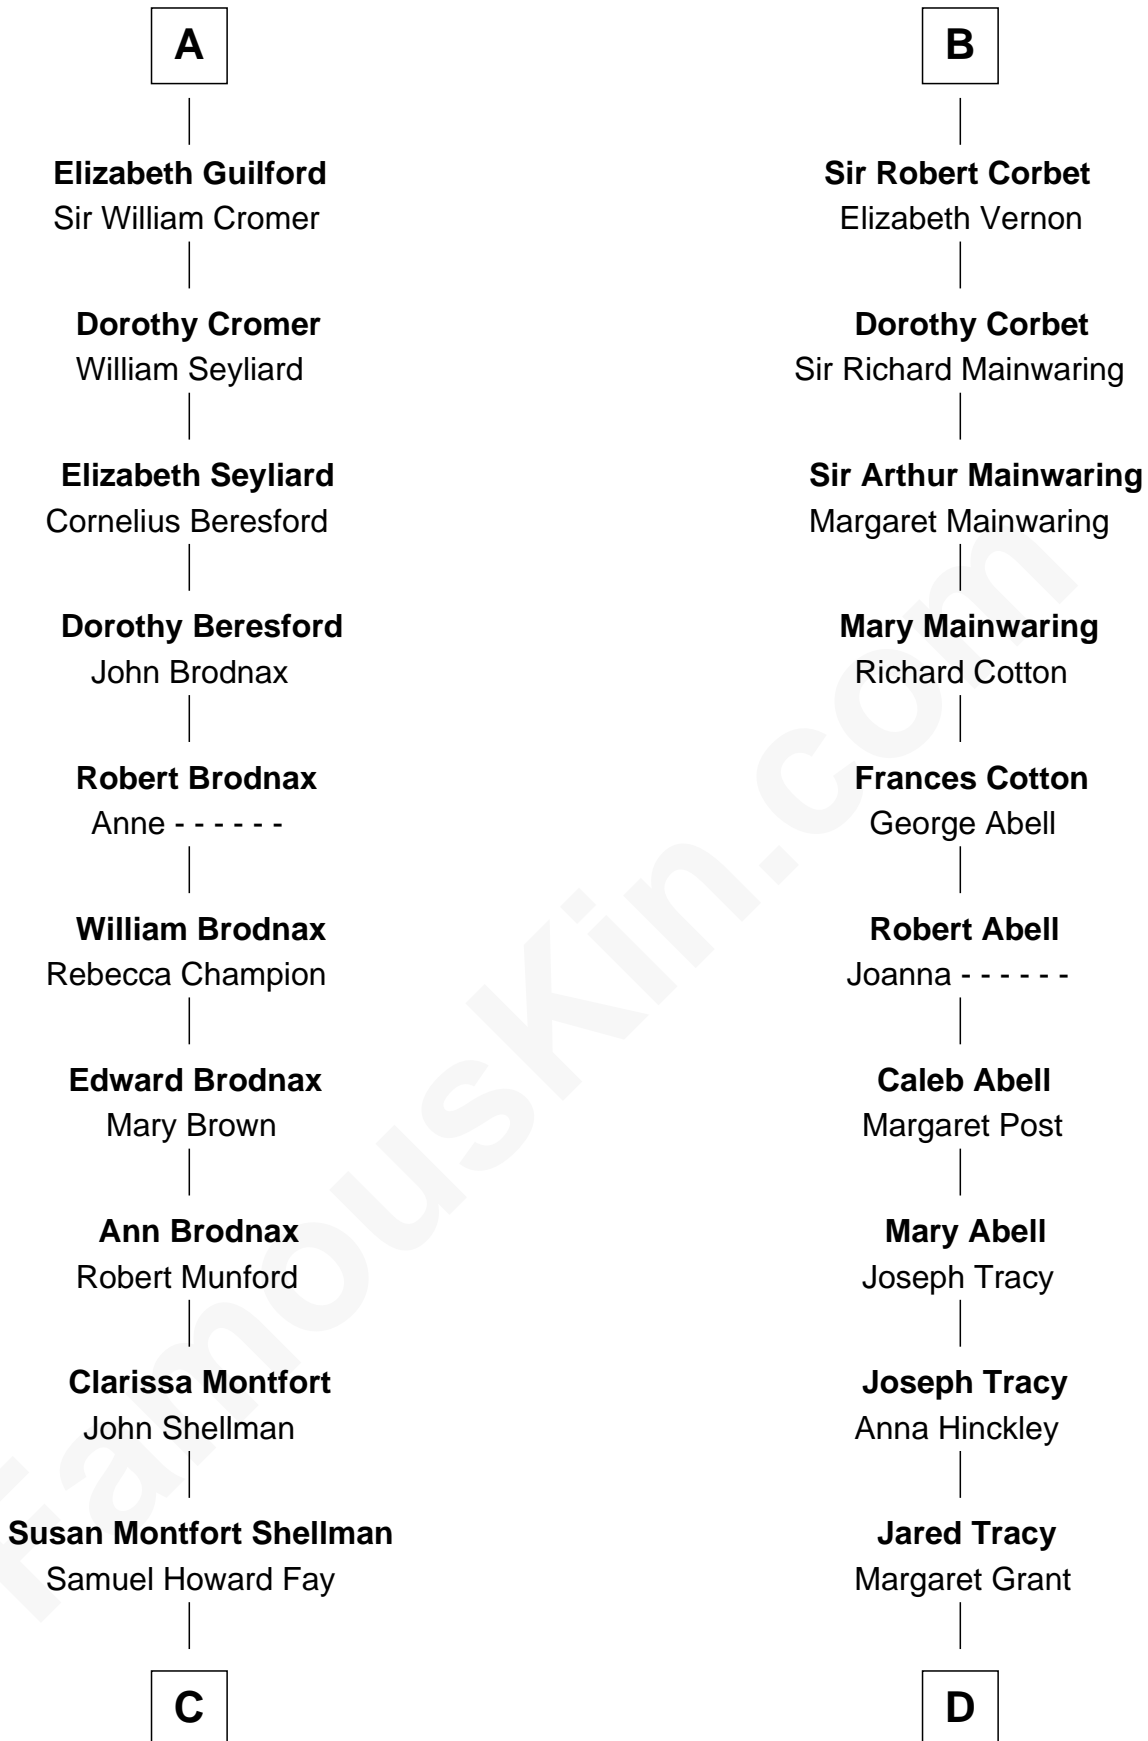 A
Elizabeth Guilford
Sir William Cromer
Dorothy Cromer
William Seyliard
Elizabeth Seyliard
Cornelius Beresford
Dorothy Beresford
John Brodnax
Robert Brodnax
Anne - - - - - -
William Brodnax
Rebecca Champion
Edward Brodnax
Mary Brown
Ann Brodnax
Robert Munford
Clarissa Montfort
John Shellman
Susan Montfort Shellman
Samuel Howard Fay
C
B
Sir Robert Corbet
Elizabeth Vernon
Dorothy Corbet
Sir Richard Mainwaring
Sir Arthur Mainwaring
Margaret Mainwaring
Mary Mainwaring
Richard Cotton
Frances Cotton
George Abell
Robert Abell
Joanna - - - - - -
Caleb Abell
Margaret Post
Mary Abell
Joseph Tracy
Joseph Tracy
Anna Hinckley
Jared Tracy
Margaret Grant
D
famouskin.com